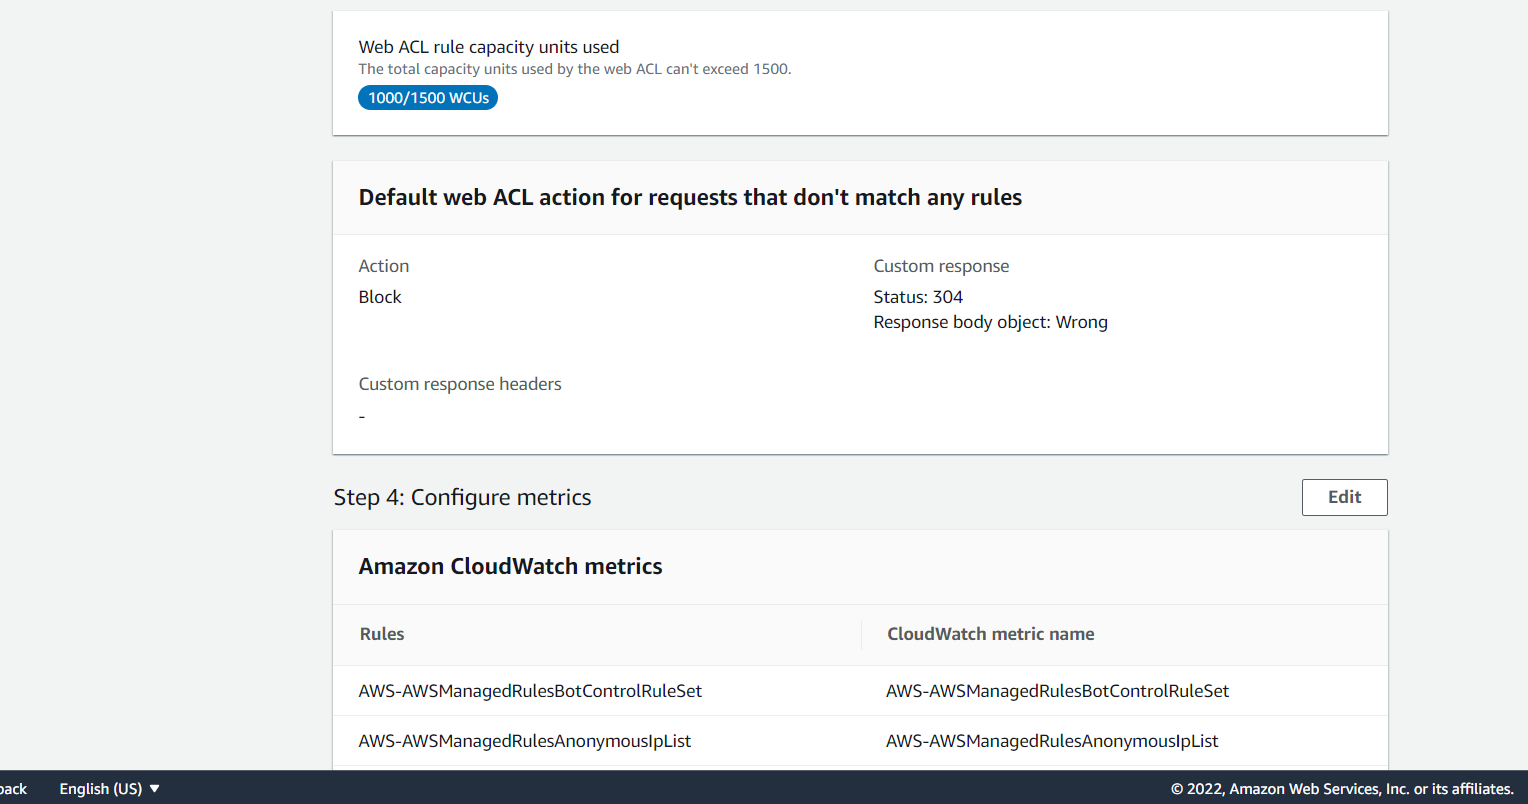 Web ACL rule capacity units used
The total capacity units used by the web ACL can't exceed 1500.
1000/1500 WCUs
Default web ACL action for requests that don't match any rules
Action
Block
Custom response
Status: 304
Response body object: Wrong
Custom response headers
-
Step 4: Configure metrics
Edit
Amazon CloudWatch metrics
Rules CloudWatch metric name
AWS-AWSManagedRulesBotControlRuleSet AWS-AWSManagedRulesBotControlRuleSet
AWS-AWSManagedRulesAnonymousIpList AWS-AWSManagedRulesAnonymousIpList
back English (US) ▼ © 2022, Amazon Web Services, Inc. or its affiliates.